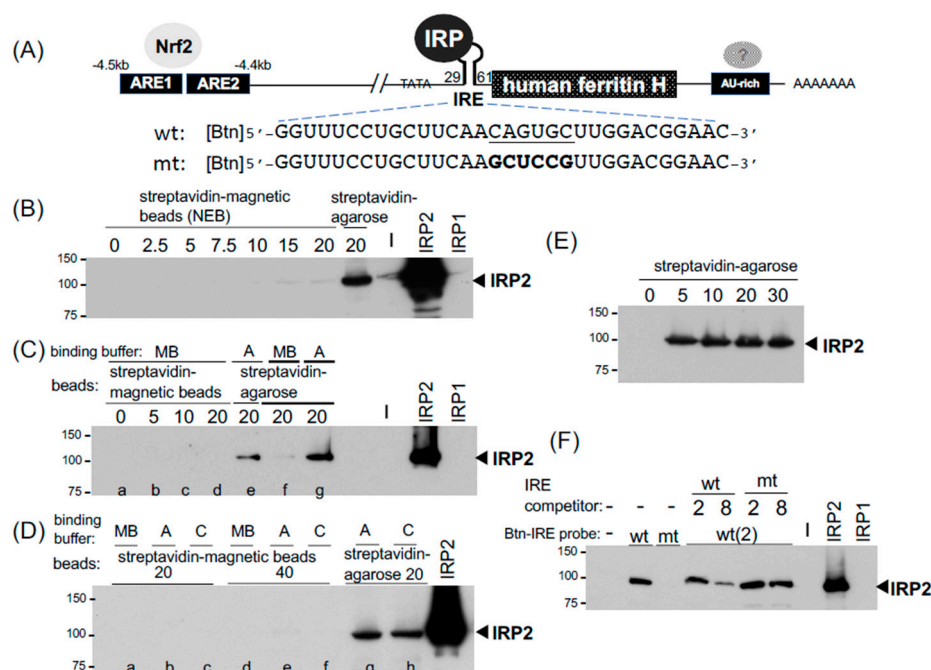 (A)
Nrf2
IRP
-4.5kb
-4.4kb
ARE1
ARE2
//
TATA
29
61
human ferritin H
?
AU-rich
AAAAAAA
IRE
wt: [Btn]5'-GGUUUCCUGCUUCAACAGUGCUUGGACGGAAC-3'
mt: [Btn]5'-GGUUUCCUGCUUCAAGCUCCGUUGGACGGAAC-3'
(B)
streptavidin-magnetic beads (NEB)
streptavidin-agarose
0 2.5 5 7.5 10 15 20 20 I IRP2 IRP1
150
100
75
IRP2
(C)
binding buffer: MB A MB A
beads: streptavidin-magnetic beads streptavidin-agarose
0 5 10 20 20 20 20 I IRP2 IRP1
150
100
75
IRP2
a b c d e f g
(D)
binding buffer: MB A C MB A C A C
beads: streptavidin-magnetic beads streptavidin-agarose 20 IRP2
20 40
150
100
75
IRP2
a b c d e f g h
(E)
streptavidin-agarose
0 5 10 20 30
150
100
75
IRP2
(F)
IRE competitor: - - - wt mt
2 8 2 8
Btn-IRE probe: - wt mt wt(2) I IRP2 IRP1
150
100
75
IRP2